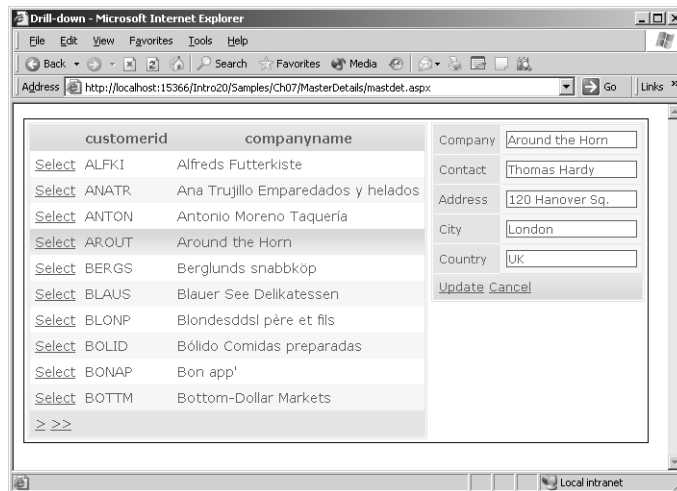 Drill-down - Microsoft Internet Explorer
File Edit View Favorites Tools Help
Back Search Favorites Media
Address http://localhost:15366/Intro20/Samples/Ch07/MasterDetails/mastdet.aspx Go Links »
customerid companyname
Select ALFKI Alfreds Futterkiste
Select ANATR Ana Trujillo Emparedados y helados
Select ANTON Antonio Moreno Taquería
Select AROUT Around the Horn
Select BERGS Berglunds snabbköp
Select BLAUS Blauer See Delikatessen
Select BLONP Blondesddsl père et fils
Select BOLID Bólido Comidas preparadas
Select BONAP Bon app'
Select BOTTM Bottom-Dollar Markets
> >>
Company Around the Horn
Contact Thomas Hardy
Address 120 Hanover Sq.
City London
Country UK
Update Cancel
Local intranet